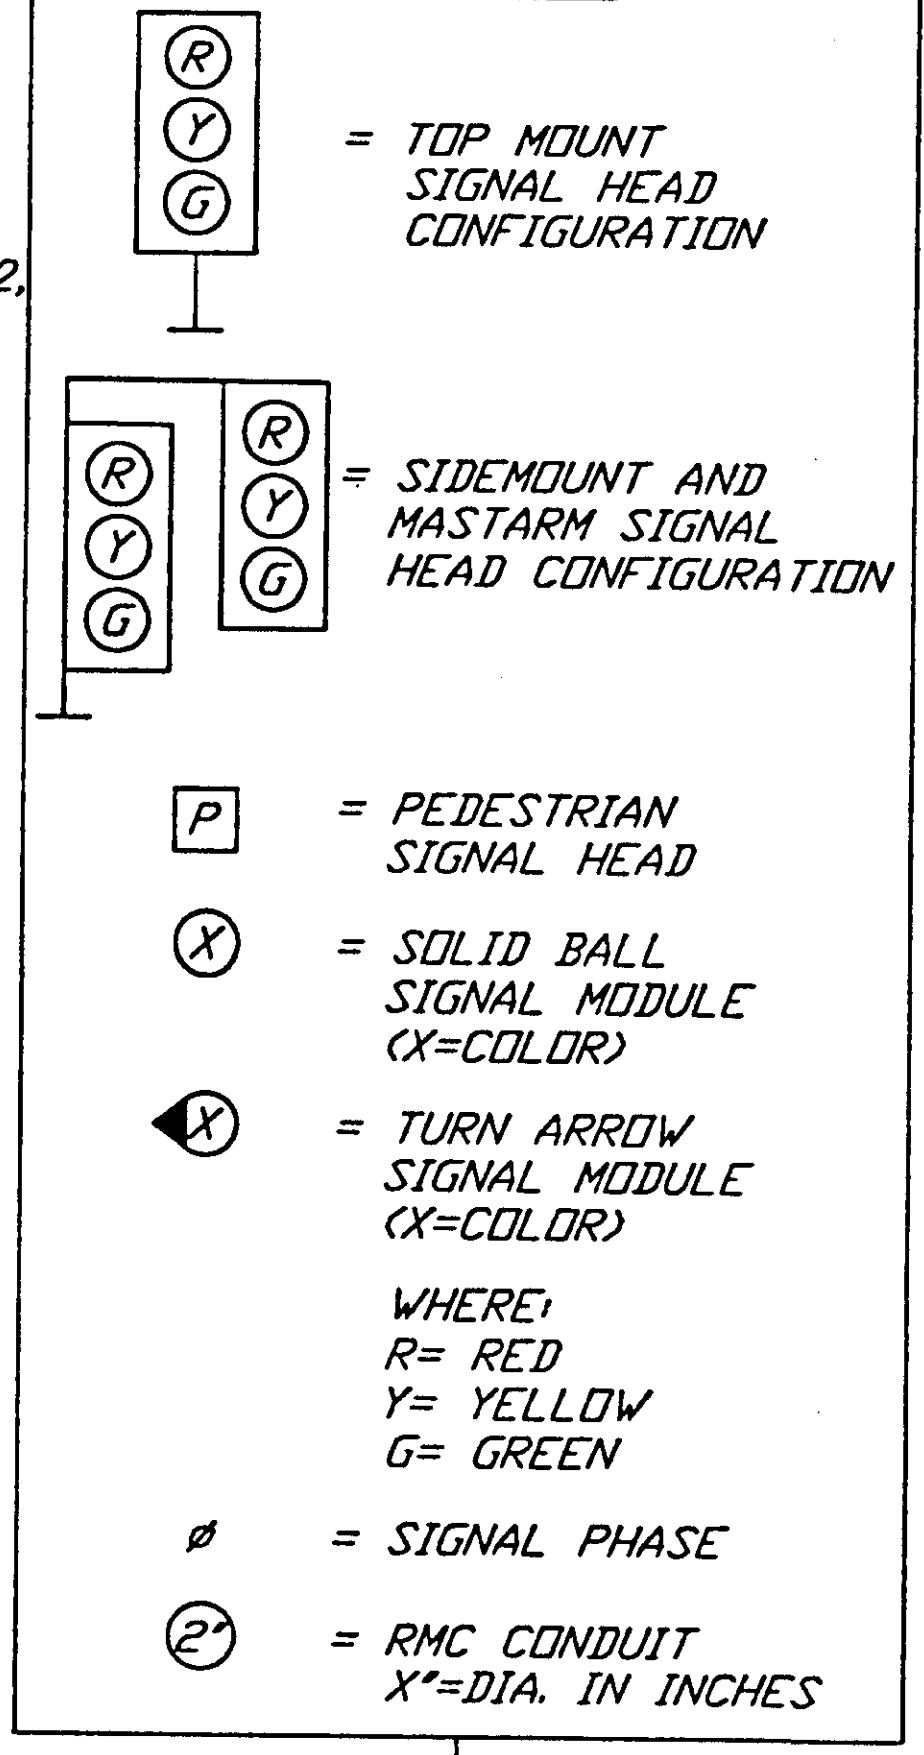 R
Y
G
= TOP MOUNT
SIGNAL HEAD
CONFIGURATION
2,
R
Y
G
R
Y
G
= SIDEMOUNT AND
MASTARM SIGNAL
HEAD CONFIGURATION
P = PEDESTRIAN
SIGNAL HEAD
X = SOLID BALL
SIGNAL MODULE
(X=COLOR)
X = TURN ARROW
SIGNAL MODULE
(X=COLOR)
WHERE:
R= RED
Y= YELLOW
G= GREEN
ø = SIGNAL PHASE
2" = RMC CONDUIT
X"=DIA. IN INCHES